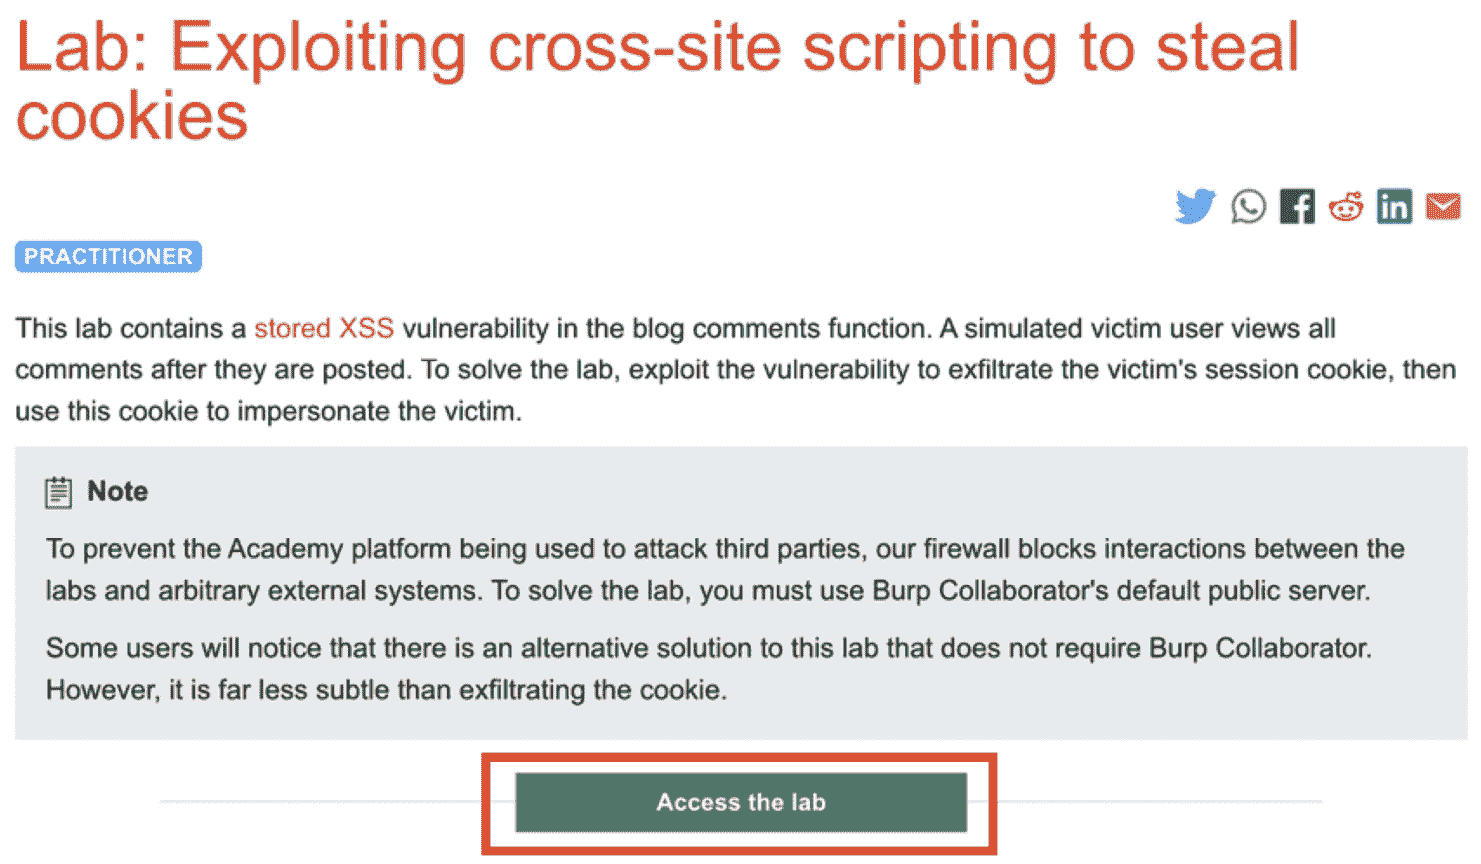 Lab: Exploiting cross-site scripting to steal
cookies
PRACTITIONER
This lab contains a stored XSS vulnerability in the blog comments function. A simulated victim user views all
comments after they are posted. To solve the lab, exploit the vulnerability to exfiltrate the victim's session cookie, then
use this cookie to impersonate the victim.
Note
To prevent the Academy platform being used to attack third parties, our firewall blocks interactions between the
labs and arbitrary external systems. To solve the lab, you must use Burp Collaborator's default public server.
Some users will notice that there is an alternative solution to this lab that does not require Burp Collaborator.
However, it is far less subtle than exfiltrating the cookie.
Access the lab